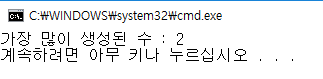 C:₩WINDOWS₩system32₩cmd.exe
가장 많이 생성된 수 : 2
계속하려면 아무 키나 누르십시오 . . .